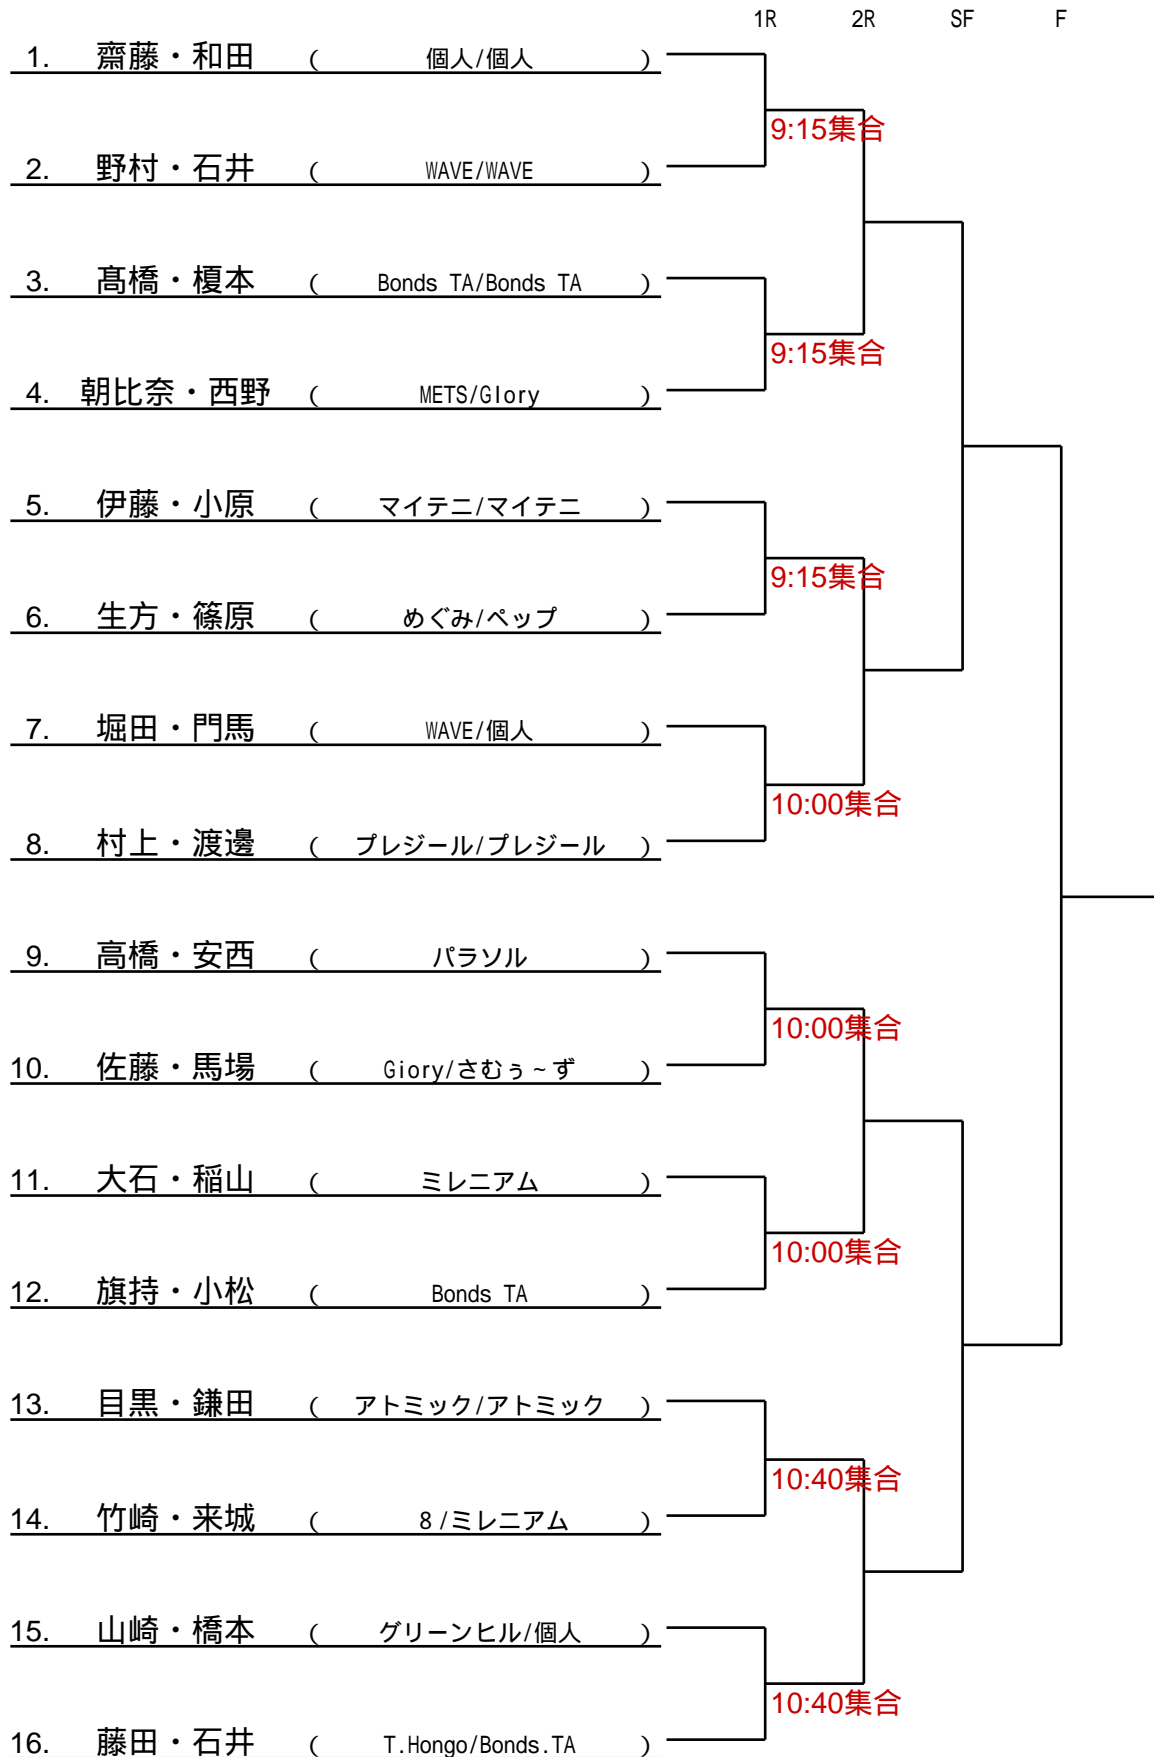 1R 2R SF F
1. 齋藤・和田 ( 個人/個人 )
9:15集合
2. 野村・石井 ( WAVE/WAVE )
3. 髙橋・榎本 ( Bonds TA/Bonds TA )
9:15集合
4. 朝比奈・西野 ( METS/Glory )
5. 伊藤・小原 ( マイテニ/マイテニ )
9:15集合
6. 生方・篠原 ( めぐみ/ペップ )
7. 堀田・門馬 ( WAVE/個人 )
10:00集合
8. 村上・渡邊 ( プレジール/プレジール )
9. 高橋・安西 ( パラソル )
10:00集合
10. 佐藤・馬場 ( Giory/さむぅ~ず )
11. 大石・稲山 ( ミレニアム )
10:00集合
12. 旗持・小松 ( Bonds TA )
13. 目黒・鎌田 ( アトミック/アトミック )
10:40集合
14. 竹崎・来城 ( 8/ミレニアム )
15. 山崎・橋本 ( グリーンヒル/個人 )
10:40集合
16. 藤田・石井 ( T.Hongo/Bonds.TA )